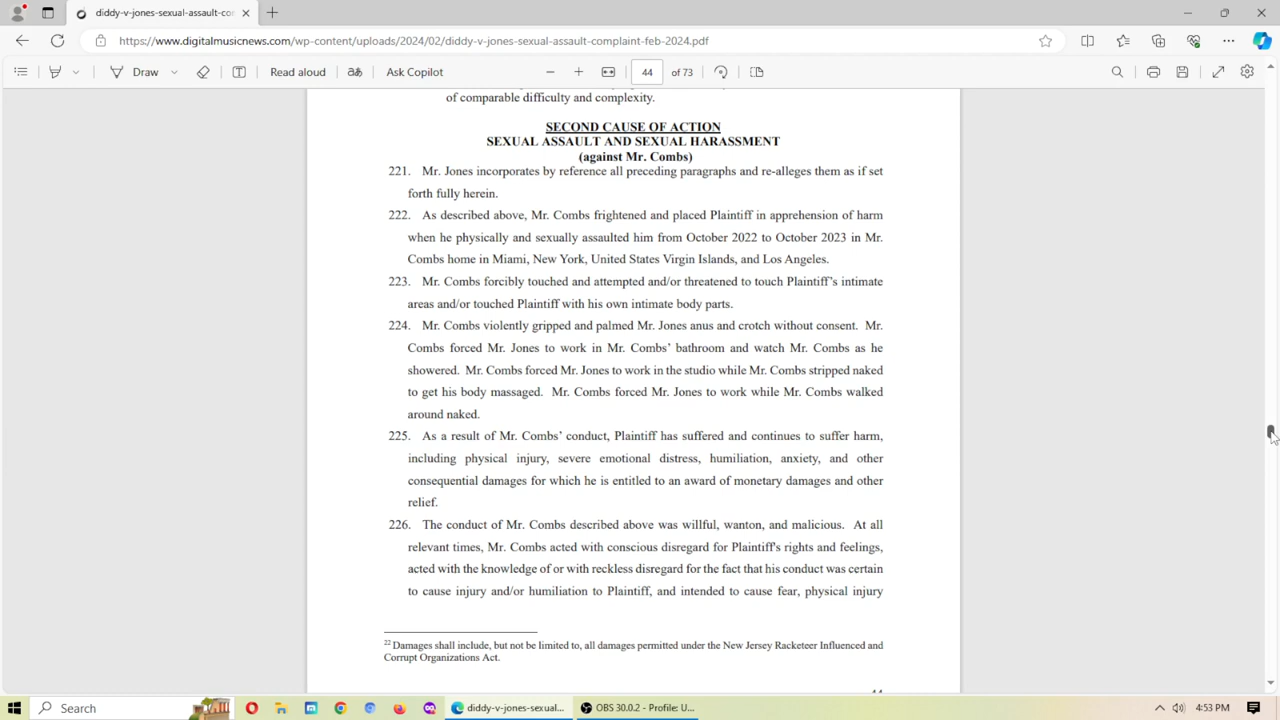 diddy-v-jones-sexual-assault-cor
https://www.digitalmusicnews.com/wp-content/uploads/2024/02/diddy-v-jones-sexual-assault-complaint-feb-2024.pdf
Draw
Read aloud
Ask Copilot
44 of 73
of comparable difficulty and complexity.
SECOND CAUSE OF ACTION
SEXUAL ASSAULT AND SEXUAL HARASSMENT
(against Mr. Combs)
221. Mr. Jones incorporates by reference all preceding paragraphs and re-alleges them as if set
forth fully herein.
222. As described above, Mr. Combs frightened and placed Plaintiff in apprehension of harm
when he physically and sexually assaulted him from October 2022 to October 2023 in Mr.
Combs home in Miami, New York, United States Virgin Islands, and Los Angeles.
223. Mr. Combs forcibly touched and attempted and/or threatened to touch Plaintiff's intimate
areas and/or touched Plaintiff with his own intimate body parts.
224. Mr. Combs violently gripped and palmed Mr. Jones anus and crotch without consent. Mr.
Combs forced Mr. Jones to work in Mr. Combs' bathroom and watch Mr. Combs as he
showered. Mr. Combs forced Mr. Jones to work in the studio while Mr. Combs stripped naked
to get his body massaged. Mr. Combs forced Mr. Jones to work while Mr. Combs walked
around naked.
225. As a result of Mr. Combs' conduct, Plaintiff has suffered and continues to suffer harm,
including physical injury, severe emotional distress, humiliation, anxiety, and other
consequential damages for which he is entitled to an award of monetary damages and other
relief.
226. The conduct of Mr. Combs described above was willful, wanton, and malicious. At all
relevant times, Mr. Combs acted with conscious disregard for Plaintiff's rights and feelings,
acted with the knowledge of or with reckless disregard for the fact that his conduct was certain
to cause injury and/or humiliation to Plaintiff, and intended to cause fear, physical injury
22 Damages shall include, but not be limited to, all damages permitted under the New Jersey Racketeer Influenced and
Corrupt Organizations Act.
Search
diddy-v-jones-sexual...
OBS 30.0.2 - Profile: U...
4:53 PM